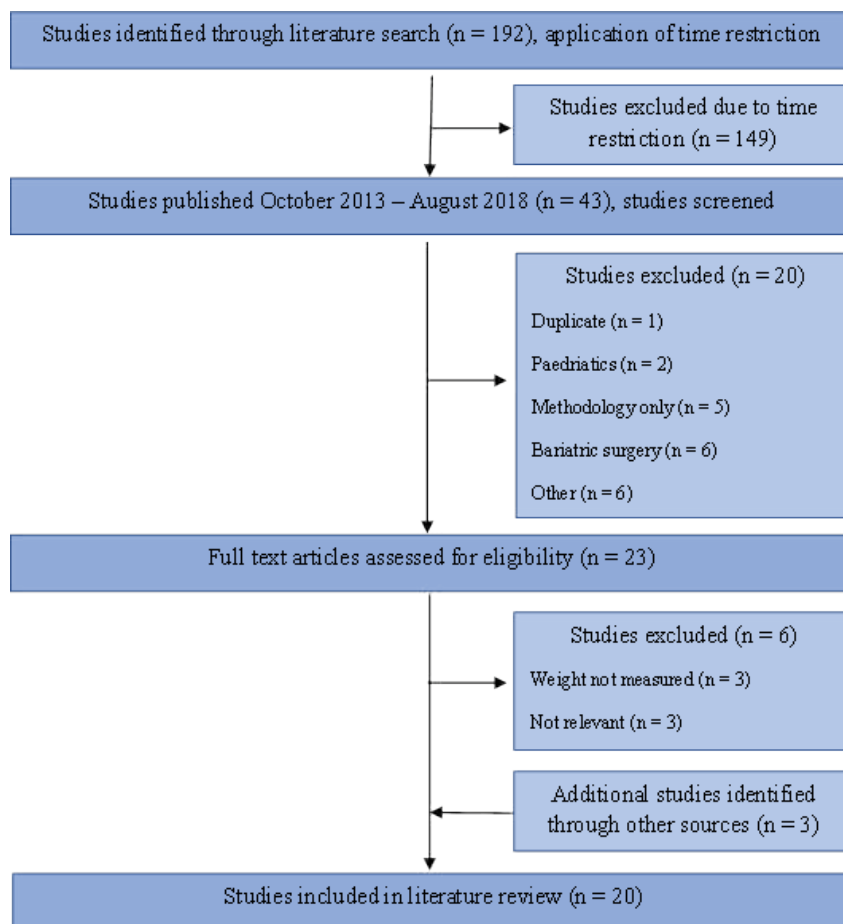 Studies identified through literature search (n = 192), application of time restriction
Studies excluded due to time
restriction (n = 149)
Studies published October 2013 – August 2018 (n = 43), studies screened
Studies excluded (n = 20)
Duplicate (n = 1)
Paedriatics (n = 2)
Methodology only (n = 5)
Bariatric surgery (n = 6)
Other (n = 6)
Full text articles assessed for eligibility (n = 23)
Studies excluded (n = 6)
Weight not measured (n = 3)
Not relevant (n = 3)
Additional studies identified
through other sources (n = 3)
Studies included in literature review (n = 20)